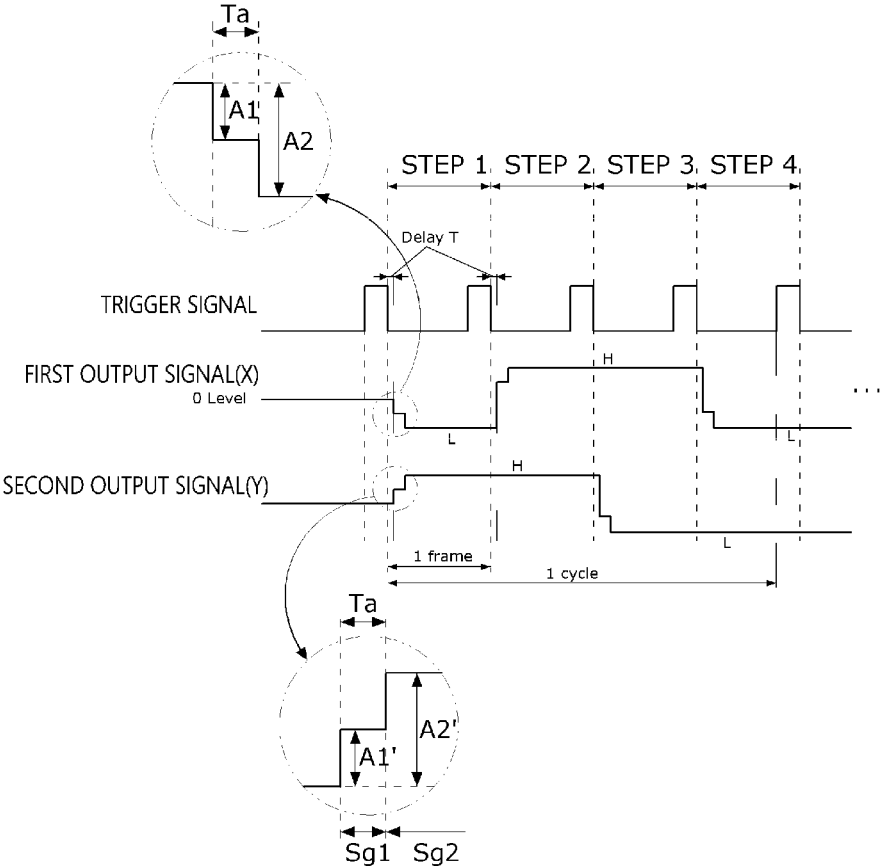 Ta
A1
A2
STEP 1 STEP 2 STEP 3 STEP 4
Delay T
TRIGGER SIGNAL
FIRST OUTPUT SIGNAL(X)
0 Level
H
L
L
...
SECOND OUTPUT SIGNAL(Y)
H
L
1 frame
1 cycle
Ta
A1'
A2'
Sg1 Sg2